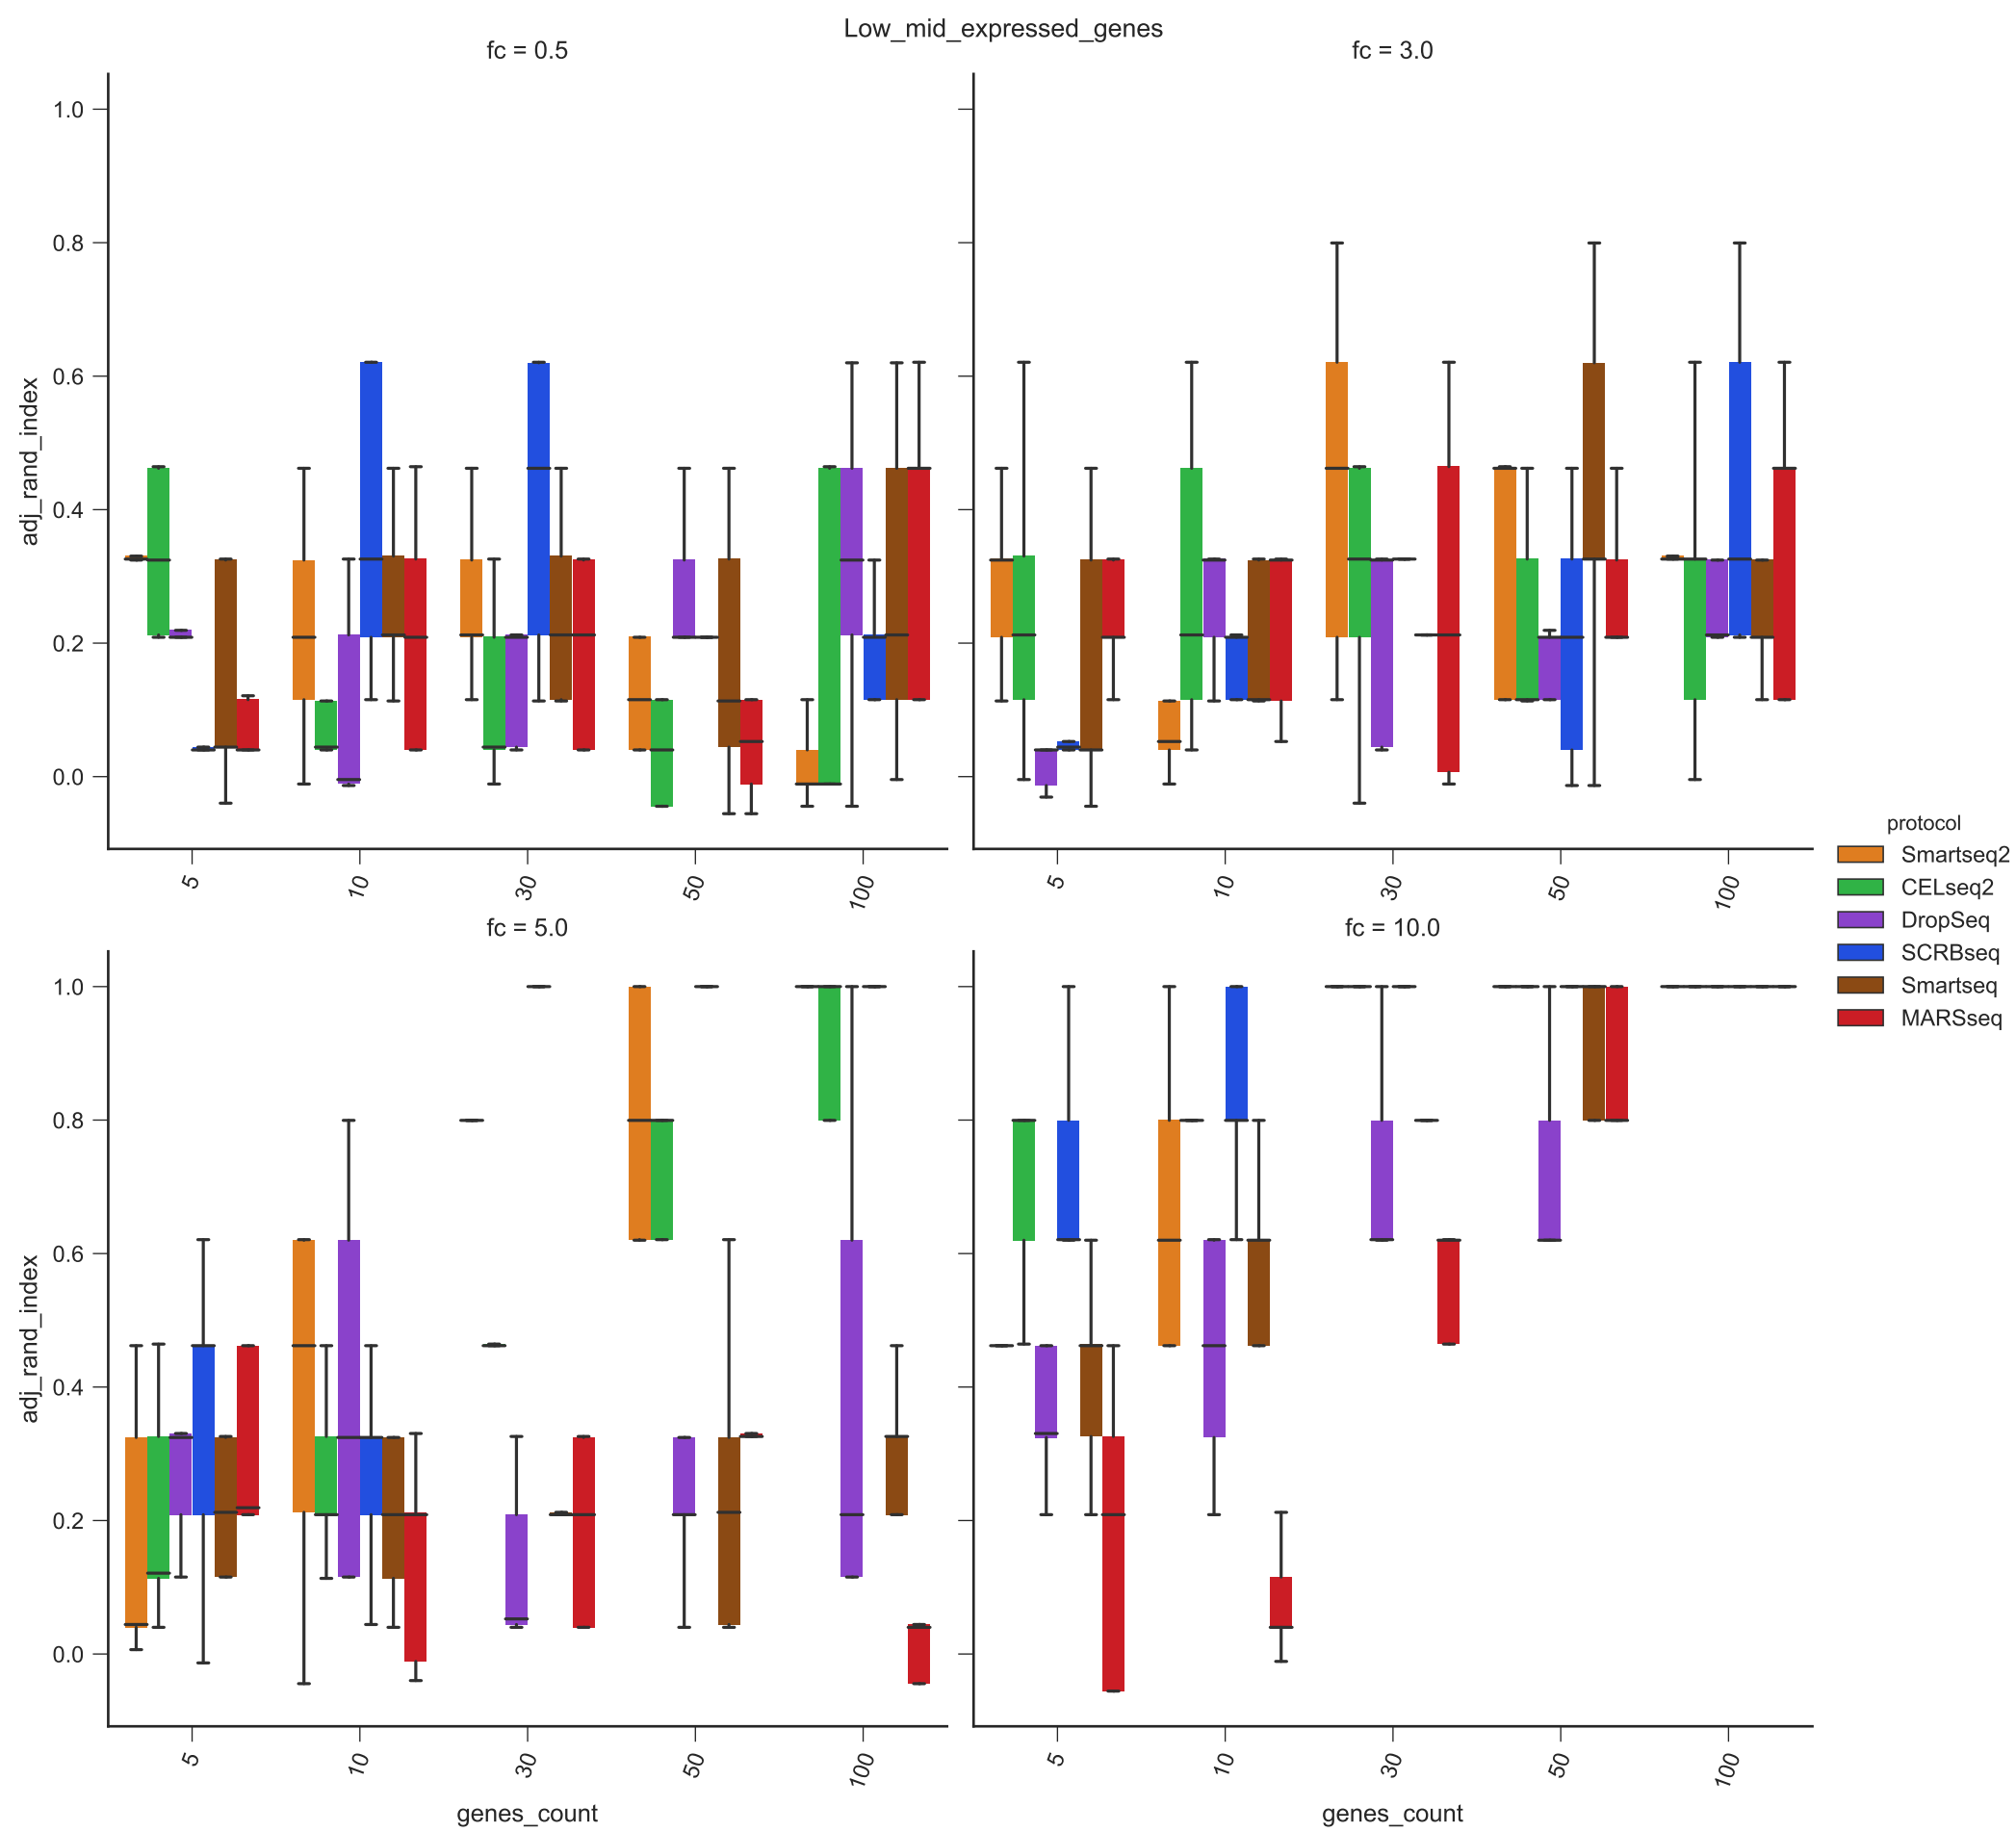 Low_mid_expressed_genes
fc = 0.5
fc = 3.0
1.0
0.8
0.6
0.4
0.2
0.0
adj_rand_index
5
10
30
50
100
5
10
30
50
100
protocol
Smartseq2
CELseq2
DropSeq
SCRBseq
Smartseq
MARSseq
fc = 5.0
fc = 10.0
1.0
0.8
0.6
0.4
0.2
0.0
adj_rand_index
5
10
30
50
100
5
10
30
50
100
genes_count
genes_count